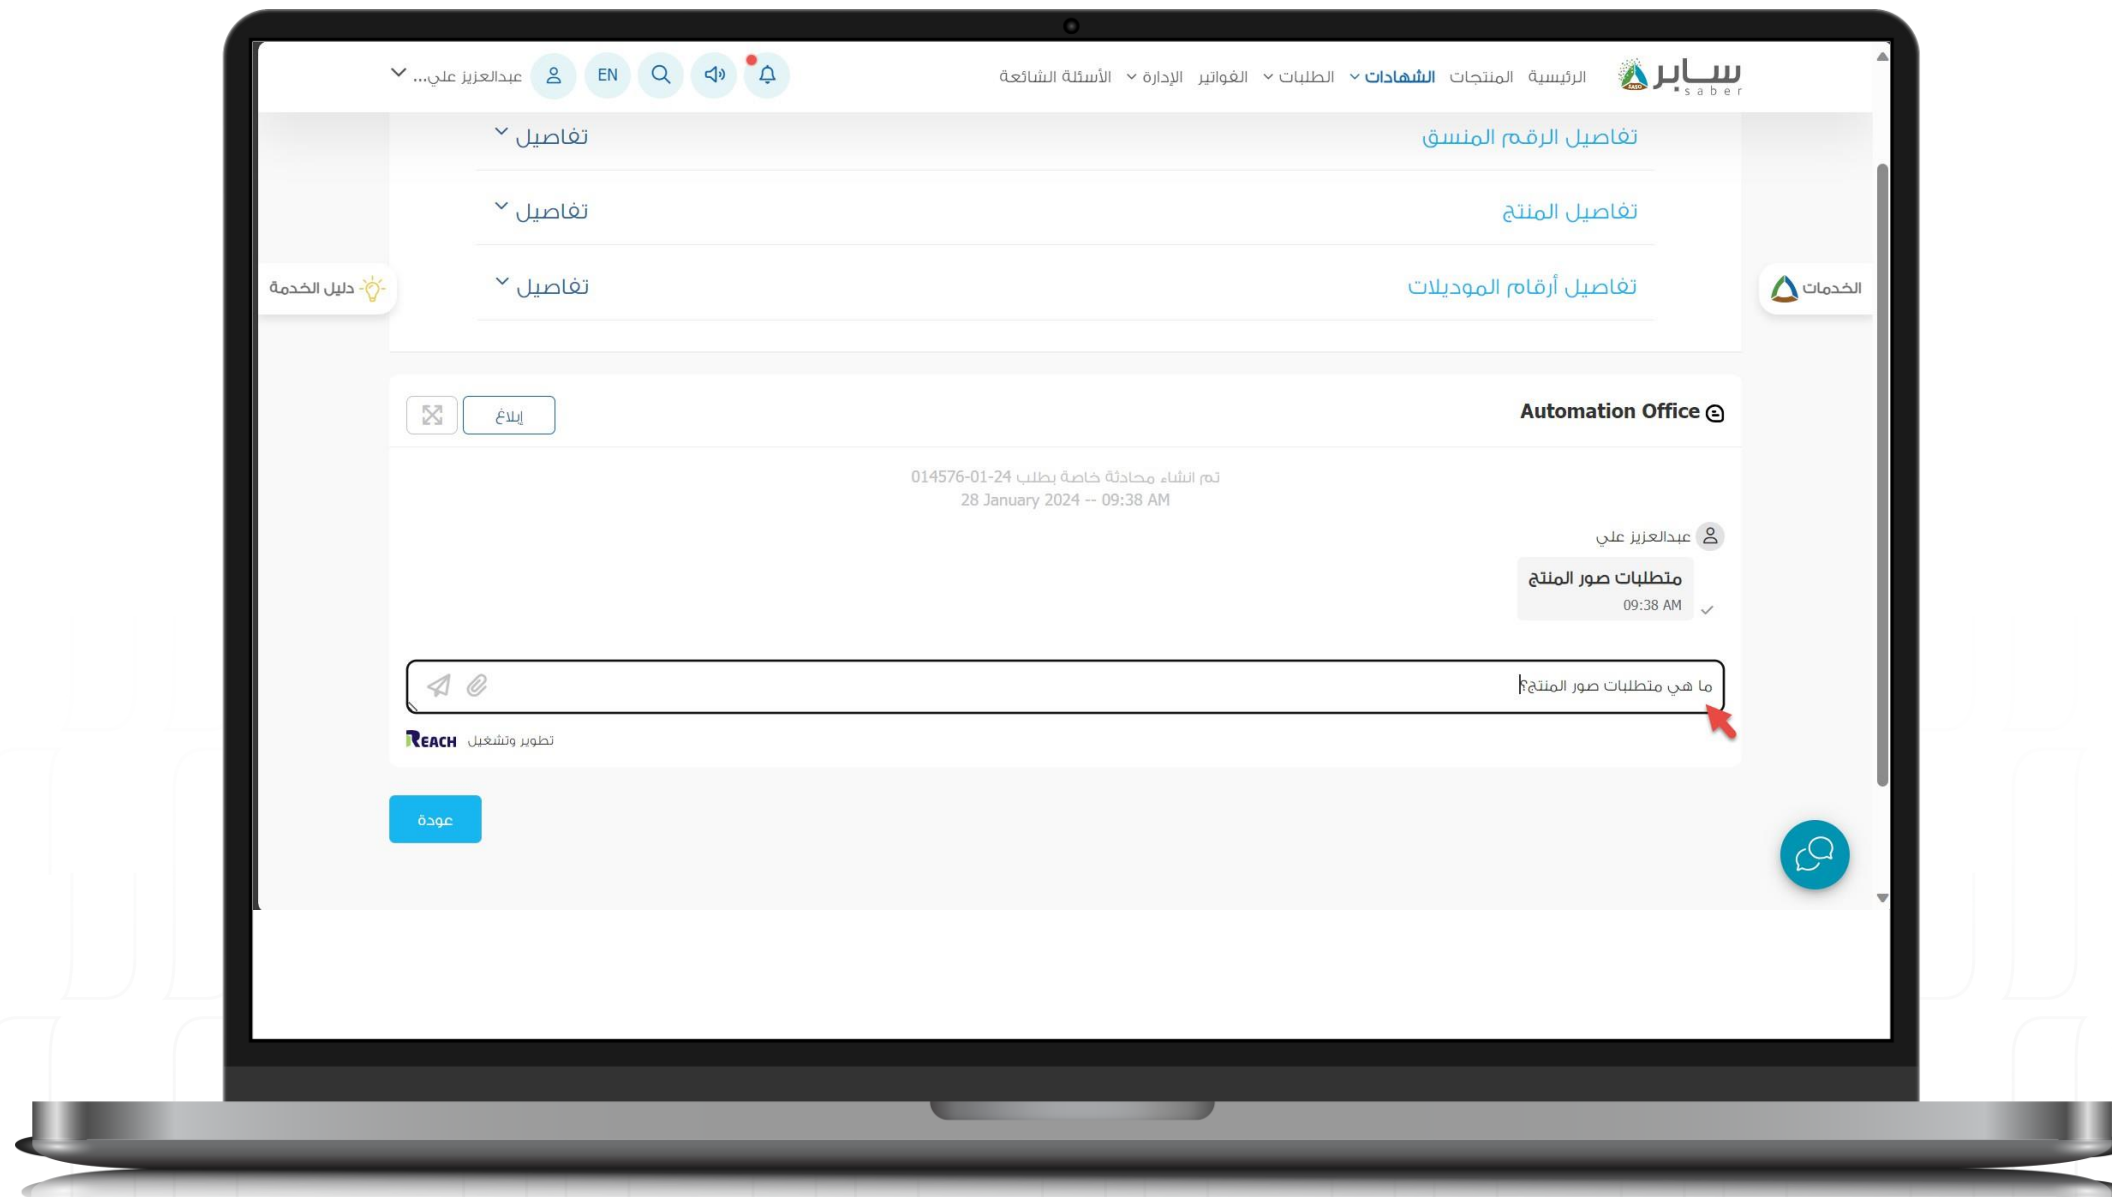 سابر
saber
SASO
الرئيسية المنتجات الشهادات الطلبات الفواتير الإدارة الأسئلة الشائعة
EN عبدالعزيز علي...
تفاصيل الرقم المنسق تفاصيل
تفاصيل المنتج تفاصيل
الخدمات
تفاصيل أرقام الموديلات تفاصيل
دليل الخدمة
Automation Office
إبلاغ
تم انشاء محادثة خاصة بطلب 24-01-014576
28 January 2024 -- 09:38 AM
عبدالعزيز علي
متطلبات صور المنتج
09:38 AM
ما هي متطلبات صور المنتج؟
تطوير وتشغيل REACH
عودة